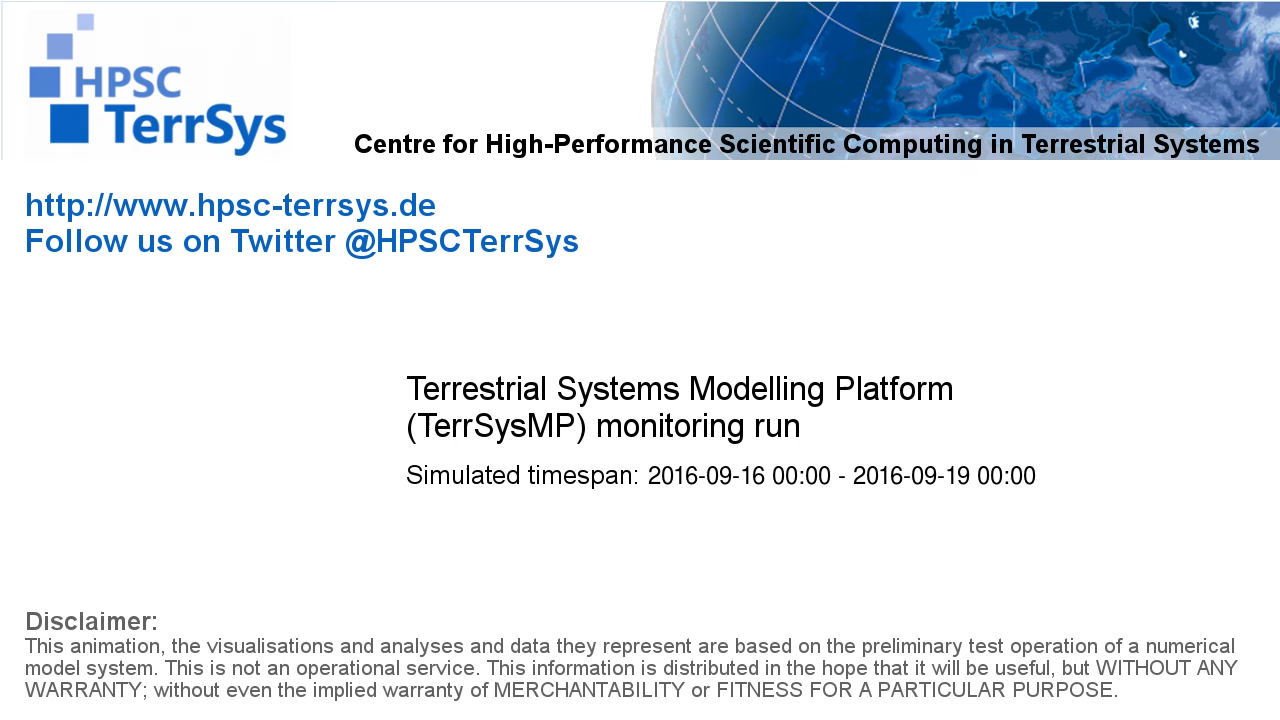 HPSC
TerrSys
Centre for High-Performance Scientific Computing in Terrestrial Systems
http://www.hpsc-terrsys.de
Follow us on Twitter @HPSCTerrSys
Terrestrial Systems Modelling Platform
(TerrSysMP) monitoring run
Simulated timespan: 2016-09-16 00:00 - 2016-09-19 00:00
Disclaimer:
This animation, the visualisations and analyses and data they represent are based on the preliminary test operation of a numerical
model system. This is not an operational service. This information is distributed in the hope that it will be useful, but WITHOUT ANY
WARRANTY; without even the implied warranty of MERCHANTABILITY or FITNESS FOR A PARTICULAR PURPOSE.